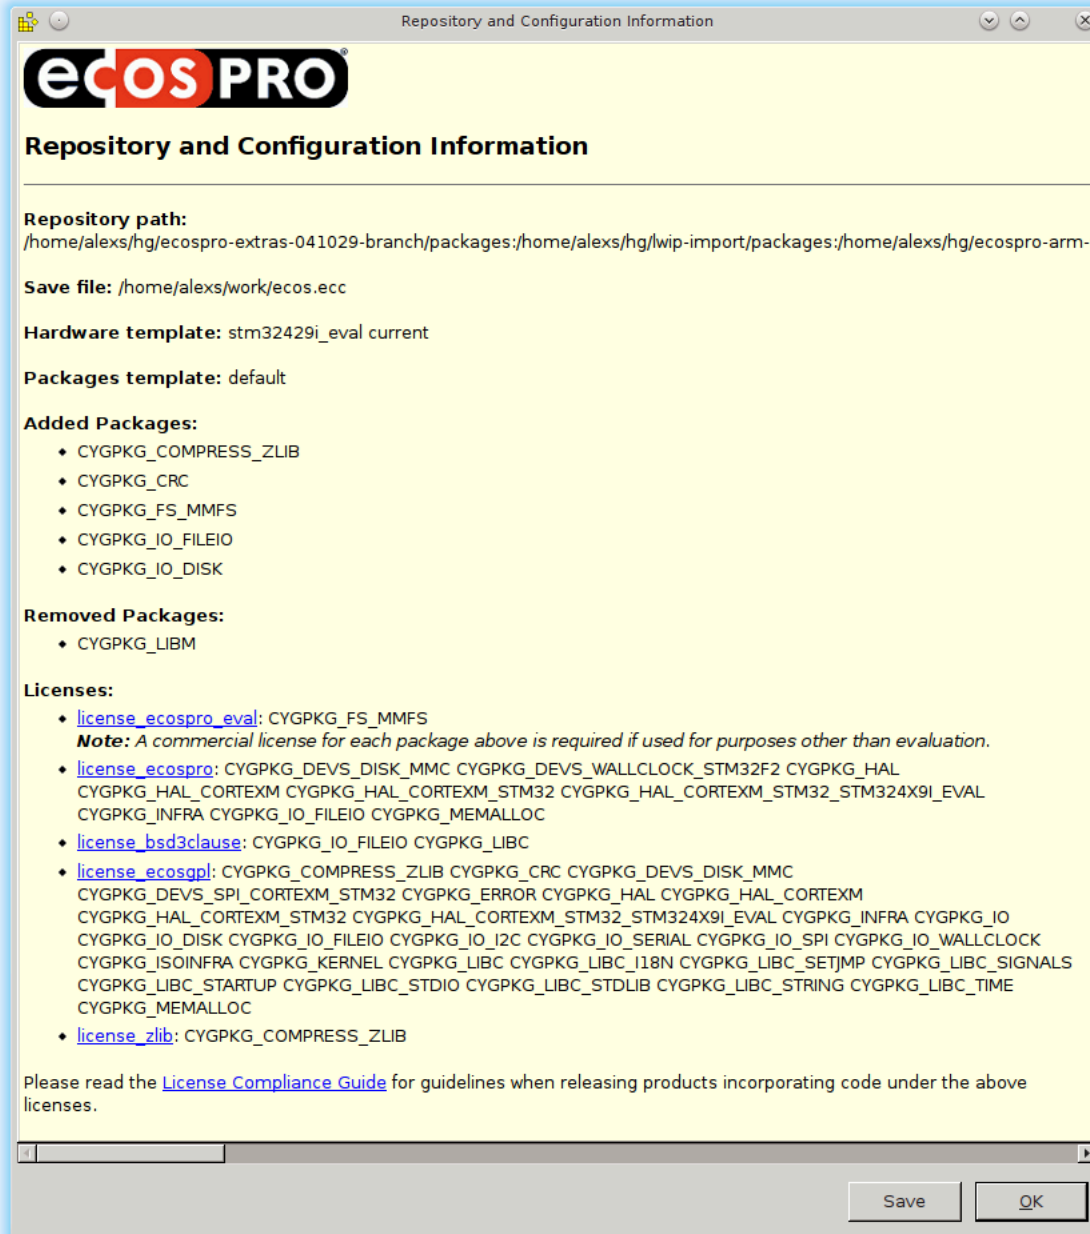 Repository and Configuration Information
ecos PRO®
Repository and Configuration Information
Repository path:
/home/alexs/hg/ecospro-extras-041029-branch/packages:/home/alexs/hg/lwip-import/packages:/home/alexs/hg/ecospro-arm-
Save file: /home/alexs/work/ecos.ecc
Hardware template: stm32429i_eval current
Packages template: default
Added Packages:
• CYGPKG_COMPRESS_ZLIB
• CYGPKG_CRC
• CYGPKG_FS_MMFS
• CYGPKG_IO_FILEIO
• CYGPKG_IO_DISK
Removed Packages:
• CYGPKG_LIBM
Licenses:
• license_ecospro_eval: CYGPKG_FS_MMFS
Note: A commercial license for each package above is required if used for purposes other than evaluation.
• license_ecospro: CYGPKG_DEVS_DISK_MMC CYGPKG_DEVS_WALLCLOCK_STM32F2 CYGPKG_HAL
CYGPKG_HAL_CORTEXM CYGPKG_HAL_CORTEXM_STM32 CYGPKG_HAL_CORTEXM_STM32_STM324X9I_EVAL
CYGPKG_INFRA CYGPKG_IO_FILEIO CYGPKG_MEMALLOC
• license_bsd3clause: CYGPKG_IO_FILEIO CYGPKG_LIBC
• license_ecosgpl: CYGPKG_COMPRESS_ZLIB CYGPKG_CRC CYGPKG_DEVS_DISK_MMC
CYGPKG_DEVS_SPI_CORTEXM_STM32 CYGPKG_ERROR CYGPKG_HAL CYGPKG_HAL_CORTEXM
CYGPKG_HAL_CORTEXM_STM32 CYGPKG_HAL_CORTEXM_STM32_STM324X9I_EVAL CYGPKG_INFRA CYGPKG_IO
CYGPKG_IO_DISK CYGPKG_IO_FILEIO CYGPKG_IO_I2C CYGPKG_IO_SERIAL CYGPKG_IO_SPI CYGPKG_IO_WALLCLOCK
CYGPKG_ISOINFRA CYGPKG_KERNEL CYGPKG_LIBC CYGPKG_LIBC_I18N CYGPKG_LIBC_SETJMP CYGPKG_LIBC_SIGNALS
CYGPKG_LIBC_STARTUP CYGPKG_LIBC_STDIO CYGPKG_LIBC_STDLIB CYGPKG_LIBC_STRING CYGPKG_LIBC_TIME
CYGPKG_MEMALLOC
• license_zlib: CYGPKG_COMPRESS_ZLIB
Please read the License Compliance Guide for guidelines when releasing products incorporating code under the above
licenses.
Save
OK